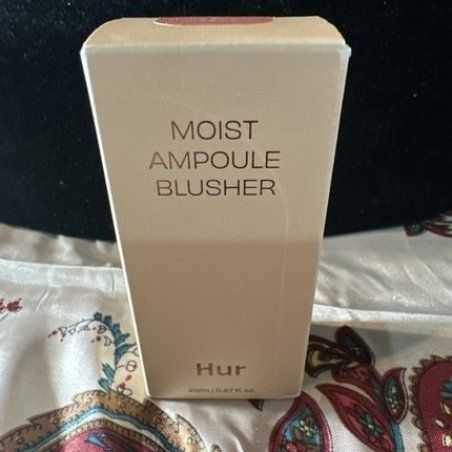 MOIST
AMPOULE
BLUSHER
Hur
20ml / 0.67 fl. oz.